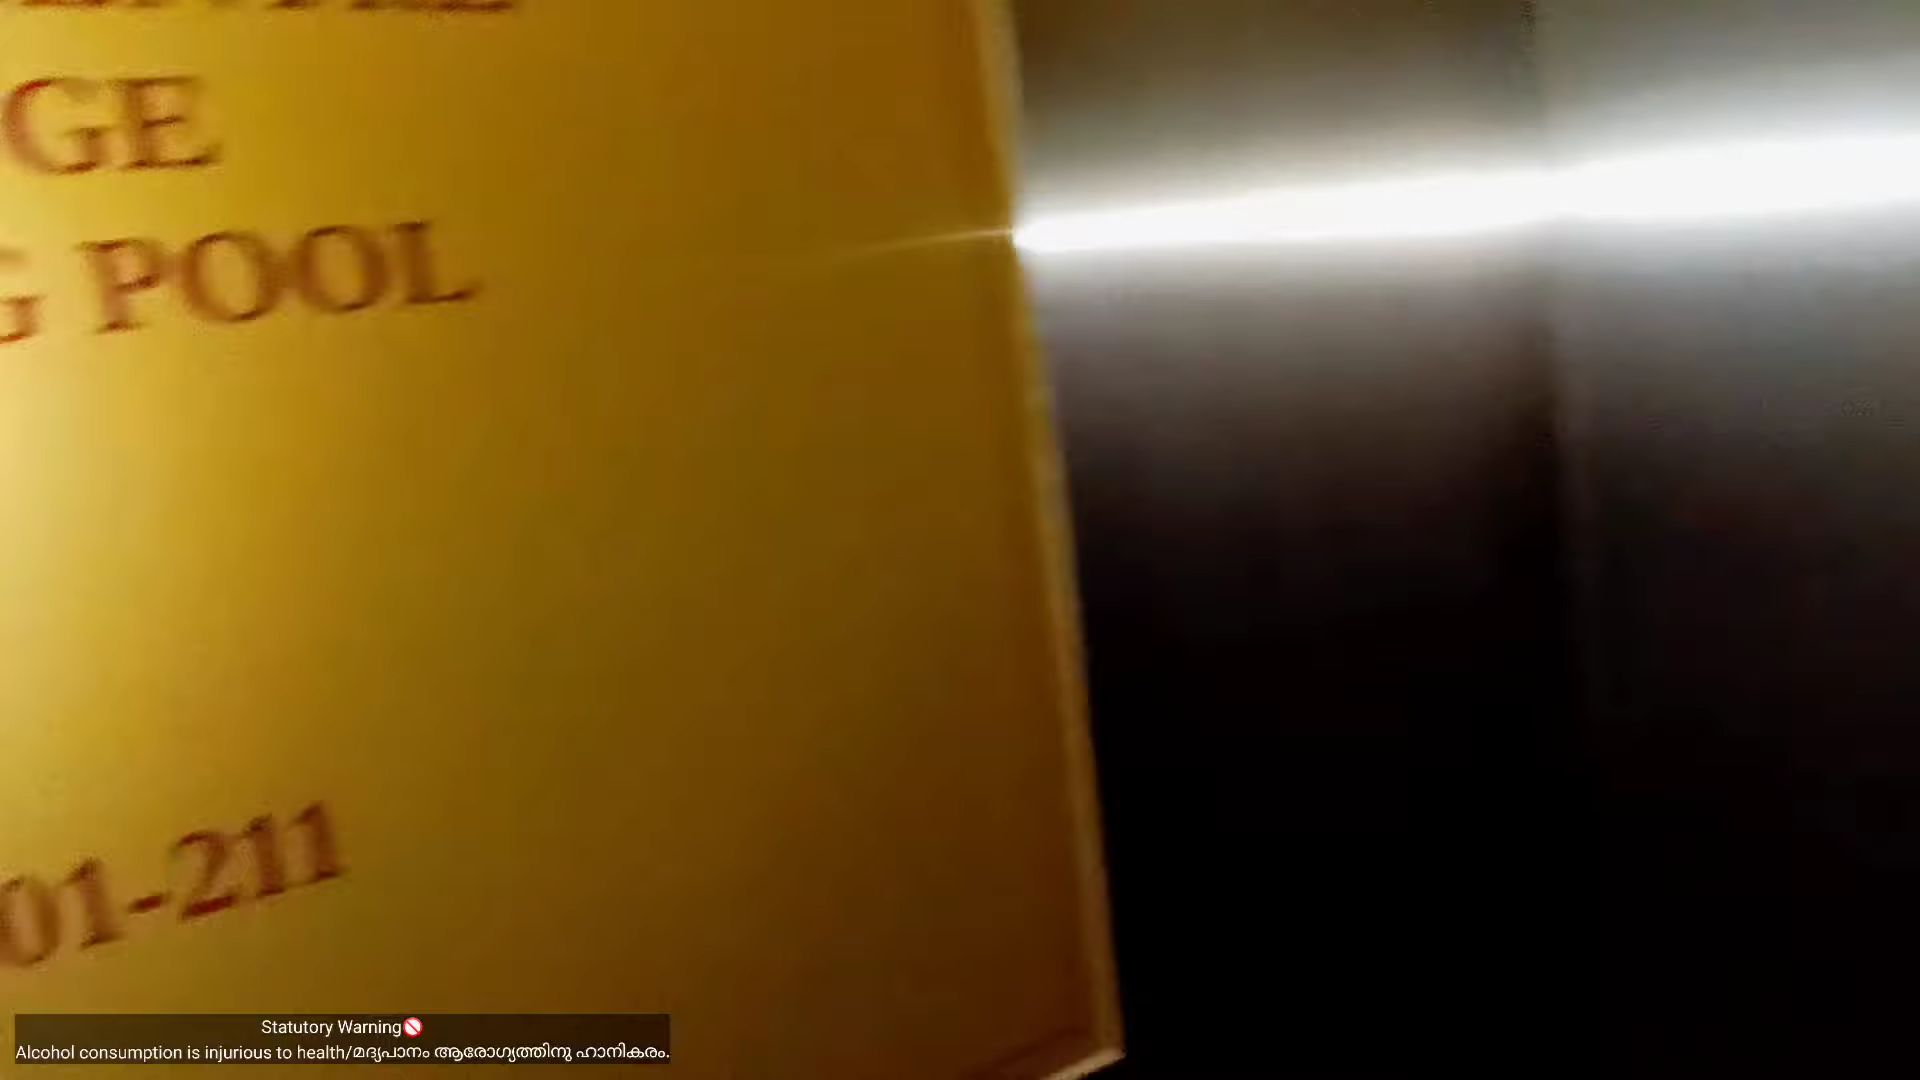 GE
G POOL
01-211
Statutory Warning🚫
Alcohol consumption is injurious to health/മദ്യപാനം ആരോഗ്യത്തിനു ഹാനികരം.